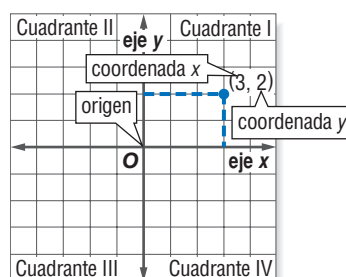 Cuadrante II Cuadrante I
eje y
coordenada x
(3, 2)
origen
coordenada y
O eje x
Cuadrante III Cuadrante IV